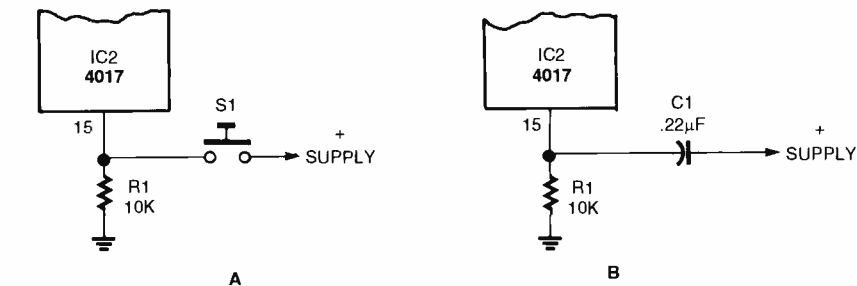 IC2
4017
15
S1
+
SUPPLY
R1
10K
A
IC2
4017
15
C1
.22µF
+
SUPPLY
R1
10K
B